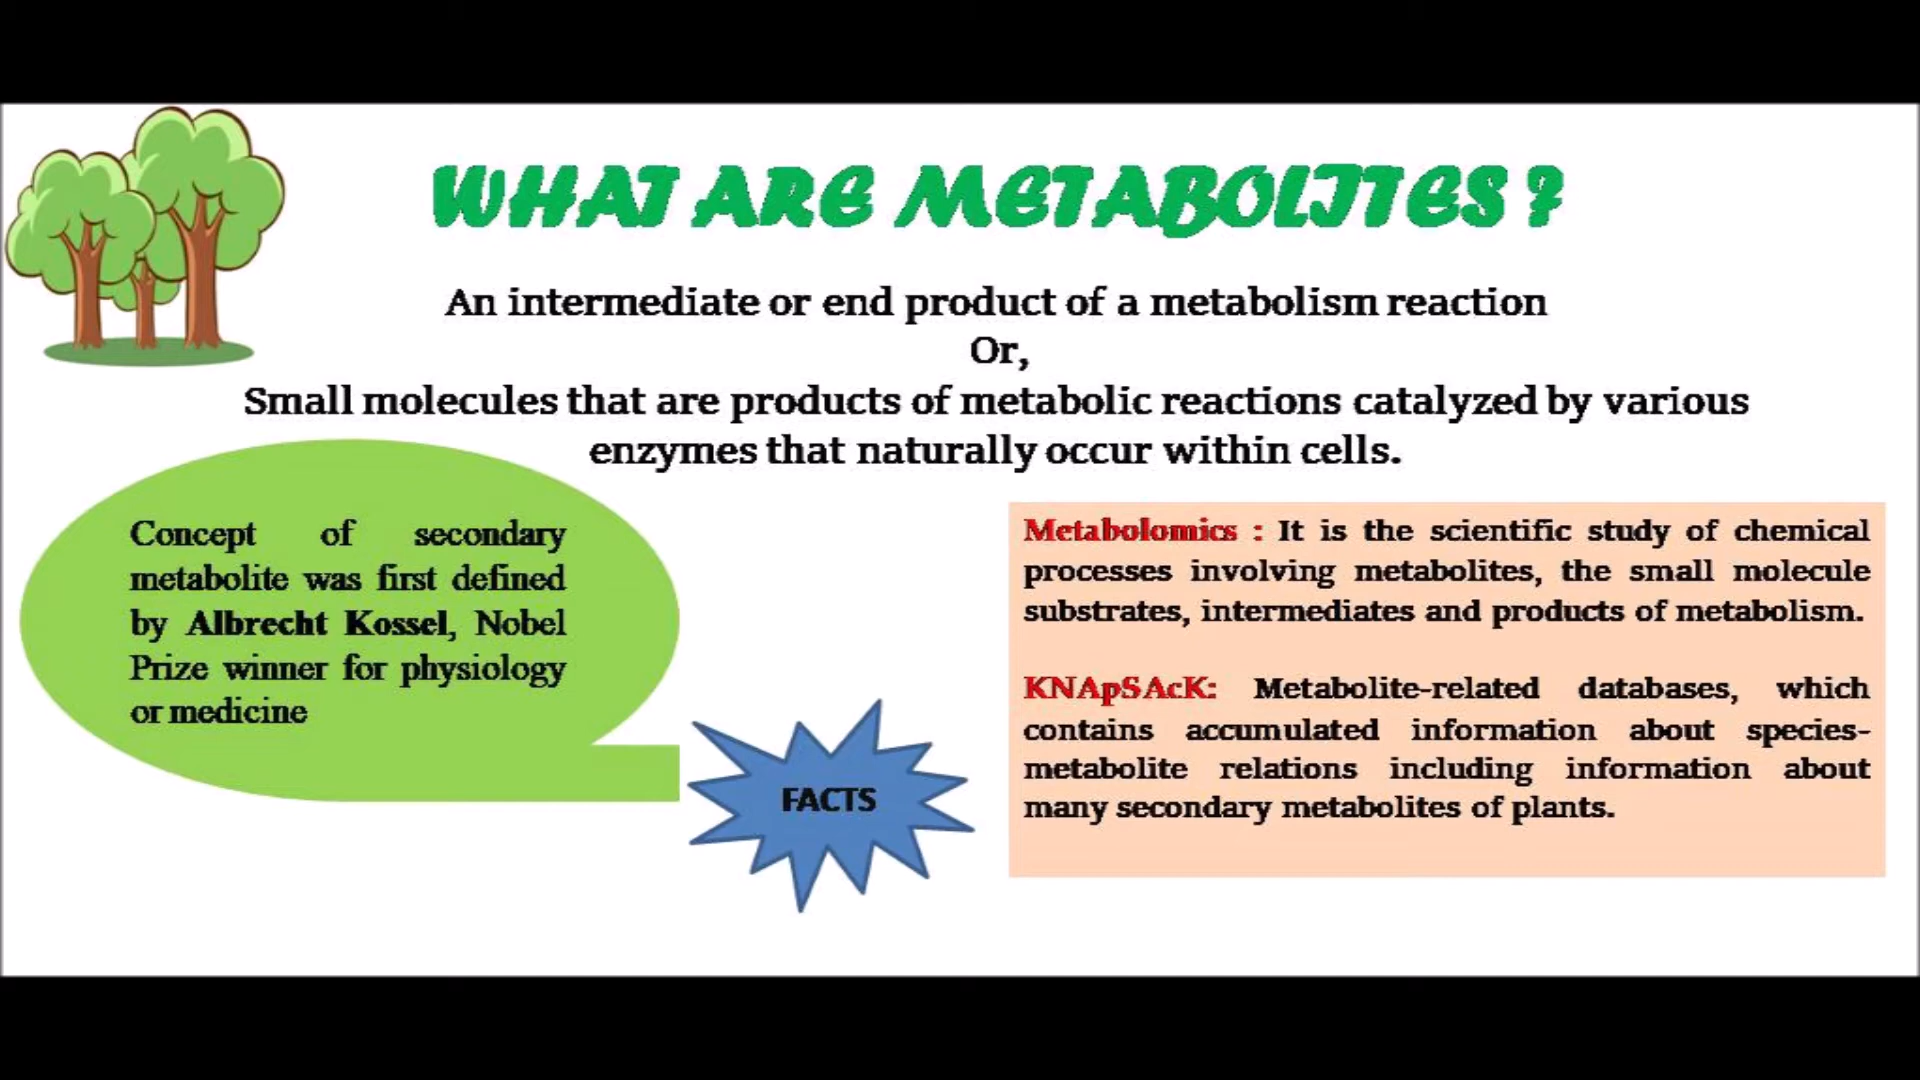 WHAT ARE METABOLITES ?
An intermediate or end product of a metabolism reaction
Or,
Small molecules that are products of metabolic reactions catalyzed by various
enzymes that naturally occur within cells.
Concept of secondary
metabolite was first defined
by Albrecht Kossel, Nobel
Prize winner for physiology
or medicine
FACTS
Metabolomics : It is the scientific study of chemical
processes involving metabolites, the small molecule
substrates, intermediates and products of metabolism.
KNApSAcK: Metabolite-related databases, which
contains accumulated information about species-
metabolite relations including information about
many secondary metabolites of plants.